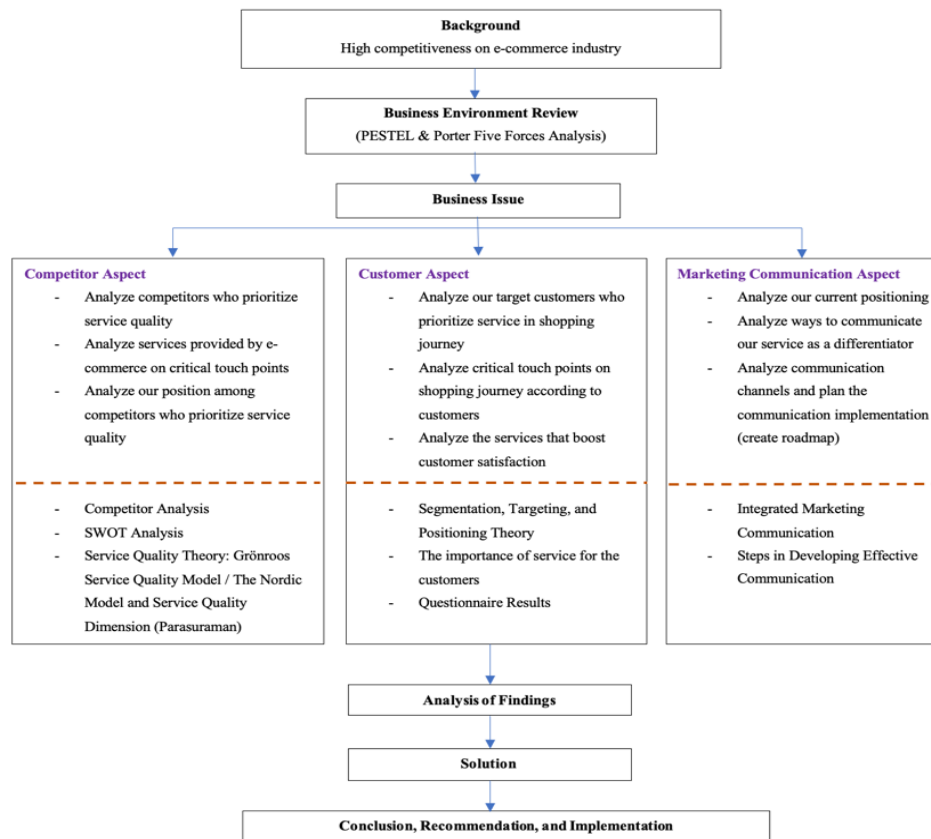 Background
High competitiveness on e-commerce industry
Business Environment Review
(PESTEL & Porter Five Forces Analysis)
Business Issue
Competitor Aspect
- Analyze competitors who prioritize
service quality
- Analyze services provided by e-
commerce on critical touch points
- Analyze our position among
competitors who prioritize service
quality
- Competitor Analysis
- SWOT Analysis
- Service Quality Theory: Grönroos
Service Quality Model / The Nordic
Model and Service Quality
Dimension (Parasuraman)
Customer Aspect
- Analyze our target customers who
prioritize service in shopping
journey
- Analyze critical touch points on
shopping journey according to
customers
- Analyze the services that boost
customer satisfaction
- Segmentation, Targeting, and
Positioning Theory
- The importance of service for the
customers
- Questionnaire Results
Marketing Communication Aspect
- Analyze our current positioning
- Analyze ways to communicate
our service as a differentiator
- Analyze communication
channels and plan the
communication implementation
(create roadmap)
- Integrated Marketing
Communication
- Steps in Developing Effective
Communication
Analysis of Findings
Solution
Conclusion, Recommendation, and Implementation